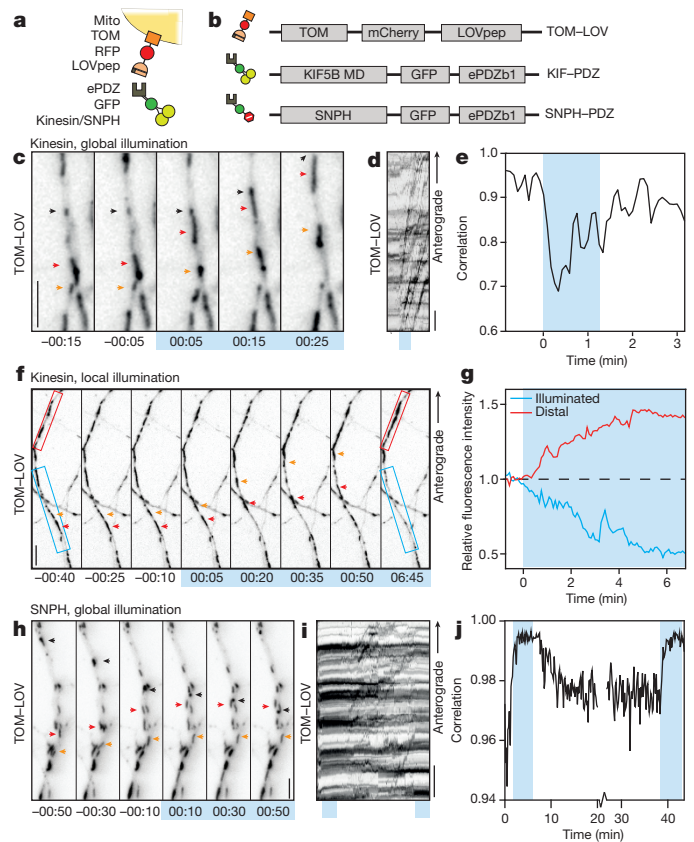 a
Mito
TOM
RFP
LOVpep
ePDZ
GFP
Kinesin/SNPH
b
TOM mCherry LOVpep TOM–LOV
KIF5B MD GFP ePDZb1 KIF–PDZ
SNPH GFP ePDZb1 SNPH–PDZ
c Kinesin, global illumination
TOM–LOV
–00:15 –00:05 00:05 00:15 00:25
d
TOM–LOV
Anterograde
e
Correlation
1.0
0.9
0.8
0.7
0.6
0 1 2 3
Time (min)
f Kinesin, local illumination
TOM–LOV
Anterograde
–00:40 –00:25 –00:10 00:05 00:20 00:35 00:50 06:45
g
Relative fluorescence intensity
Illuminated
Distal
1.5
1.0
0.5
0 2 4 6
Time (min)
h SNPH, global illumination
TOM–LOV
–00:50 –00:30 –00:10 00:10 00:30 00:50
i
TOM–LOV
Anterograde
j
Correlation
1.00
0.98
0.96
0.94
0 10 20 30 40
Time (min)